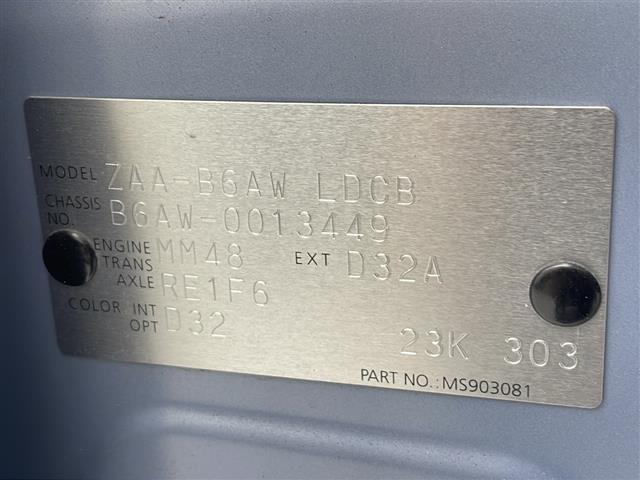 MODEL ZAA-B6AW LDCB
CHASSIS NO. B6AW-0013449
ENGINE MM48 EXT D32A
TRANS AXLE RE1F6
COLOR INT D32
OPT 23K 303
PART NO.:MS903081